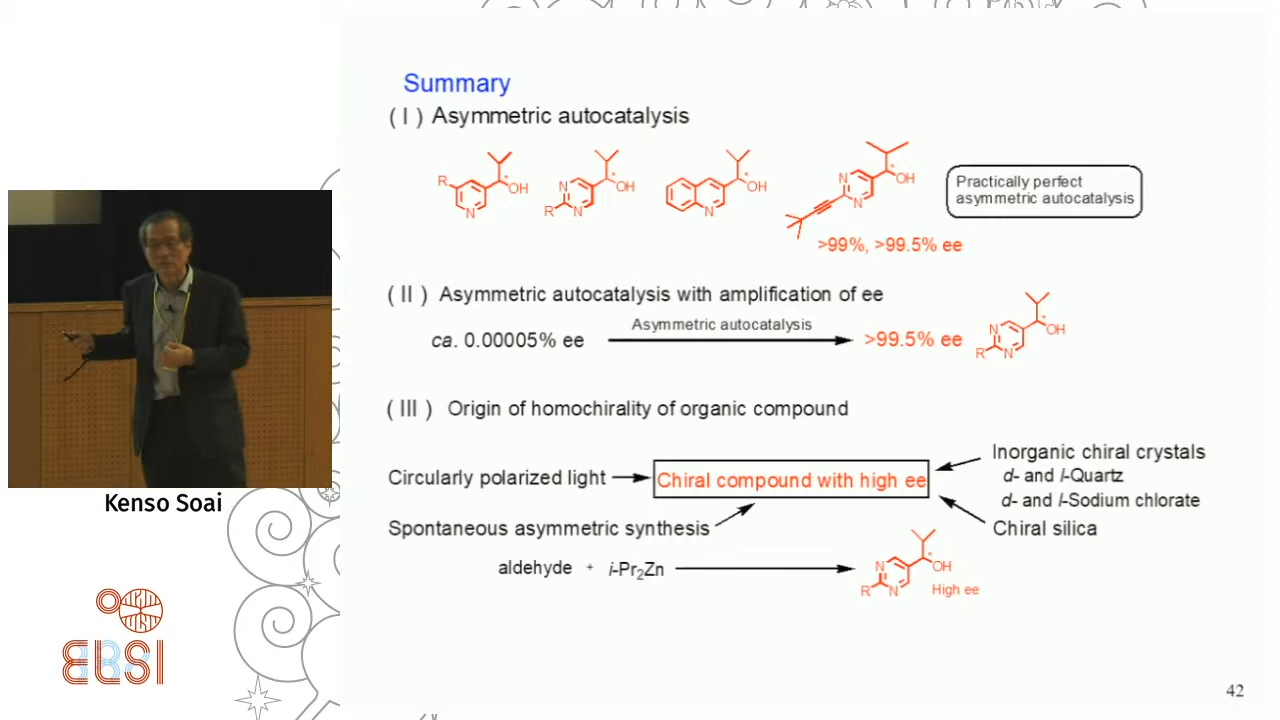 Summary
( I ) Asymmetric autocatalysis
R
N
*
OH
N
N
R
*
OH
N
*
OH
N
N
*
OH
Practically perfect
asymmetric autocatalysis
>99%, >99.5% ee
( II ) Asymmetric autocatalysis with amplification of ee
ca. 0.00005% ee
Asymmetric autocatalysis
>99.5% ee
N
N
R
*
OH
( III ) Origin of homochirality of organic compound
Circularly polarized light
Chiral compound with high ee
Inorganic chiral crystals
d- and l-Quartz
d- and l-Sodium chlorate
Chiral silica
Spontaneous asymmetric synthesis
aldehyde + i-Pr2Zn
N
N
R
*
OH
High ee
Kenso Soai
ELSI
42